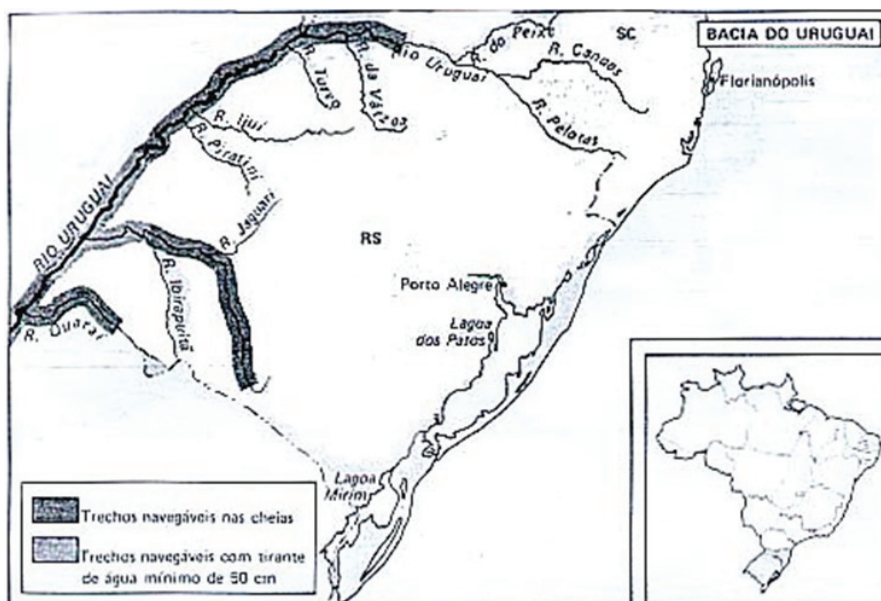 BACIA DO URUGUAI
SC
R. do Peixe
R. Canoas
Florianópolis
RIO URUGUAI
R. Pelotas
R. da Várzea
R. Turvo
R. Ijuí
R. Piratini
R. Jaguari
RIO URUGUAI
RS
R. Ibirapuitã
R. Quaraí
Porto Alegre
Lagoa
dos Patos
Lagoa
Mirim
Trechos navegáveis nas cheias
Trechos navegáveis com tirante
de água mínimo de 50 cm